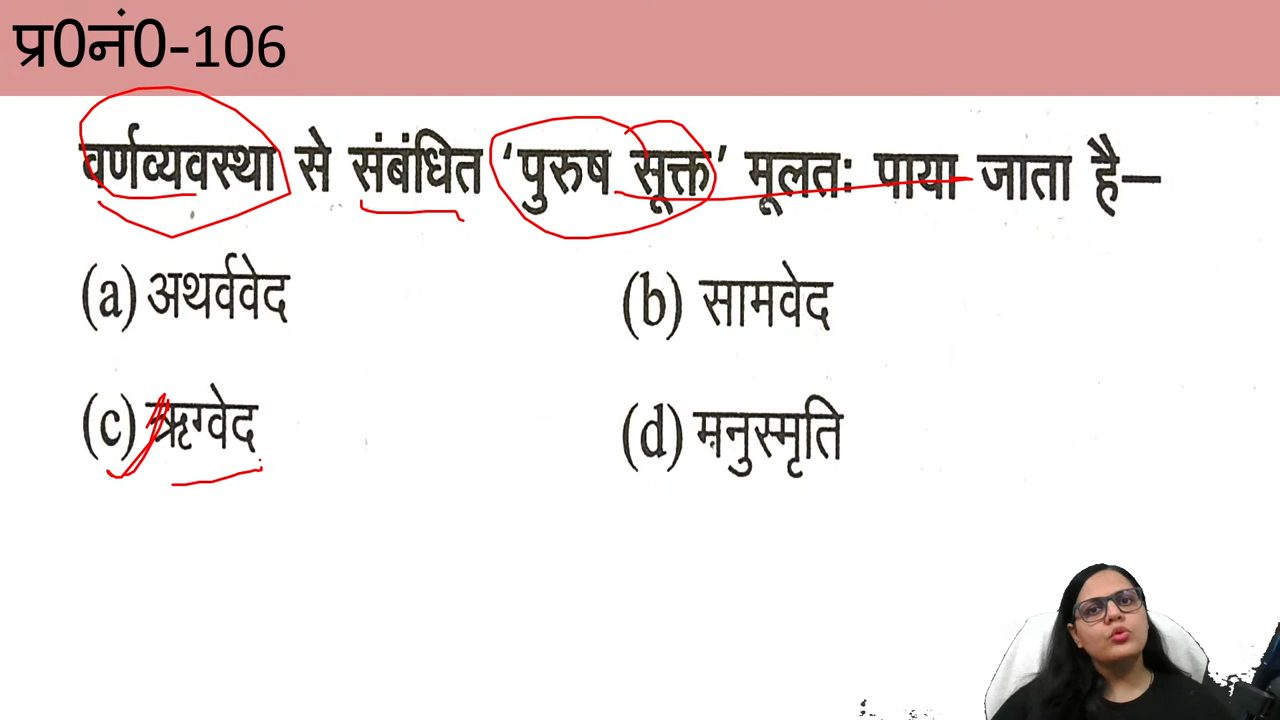 प्र0नं0-106
वर्णव्यवस्था से संबंधित ‘पुरुष सूक्त’ मूलतः पाया जाता है—
(a) अथर्ववेद
(b) सामवेद
(c) ऋग्वेद
(d) मनुस्मृति